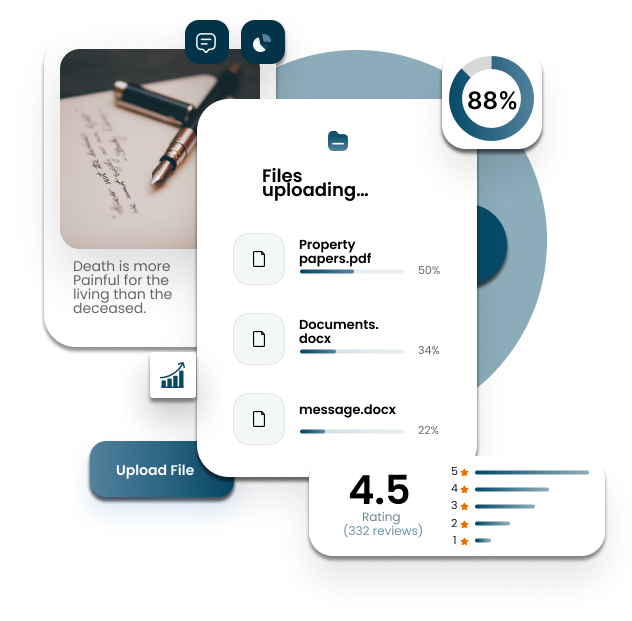 88%
Files
uploading...
Property
papers.pdf
50%
Documents.
docx
34%
message.docx
22%
Death is more
Painful for the
living than the
deceased.
Upload File
4.5
Rating
(332 reviews)
5
4
3
2
1